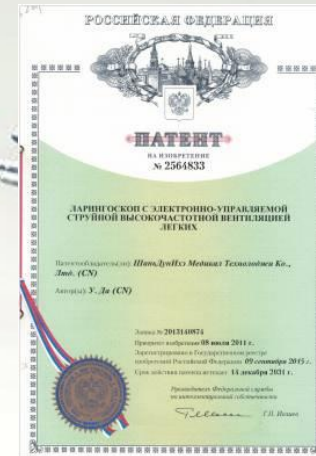 РОССИЙСКАЯ ФЕДЕРАЦИЯ
ПАТЕНТ
НА ИЗОБРЕТЕНИЕ
№ 2564833
ЛАРИНГОСКОП С ЭЛЕКТРОННО-УПРАВЛЯЕМОЙ
СТРУЙНОЙ ВЫСОКОЧАСТОТНОЙ ВЕНТИЛЯЦИЕЙ
ЛЕГКИХ
Патентообладатель(ли): ШаньДунИхэ Медикал Технолоджи Ко.,
Лтд. (CN)
Автор(ы): У. Да (CN)
Заявка № 2013140874
Приоритет изобретения 08 июля 2011 г.
Зарегистрировано в Государственном реестре
изобретений Российской Федерации 09 сентября 2015 г.
Срок действия патента истекает 14 декабря 2031 г.
Руководитель Федеральной службы
по интеллектуальной собственности
Г.П. Ивлиев